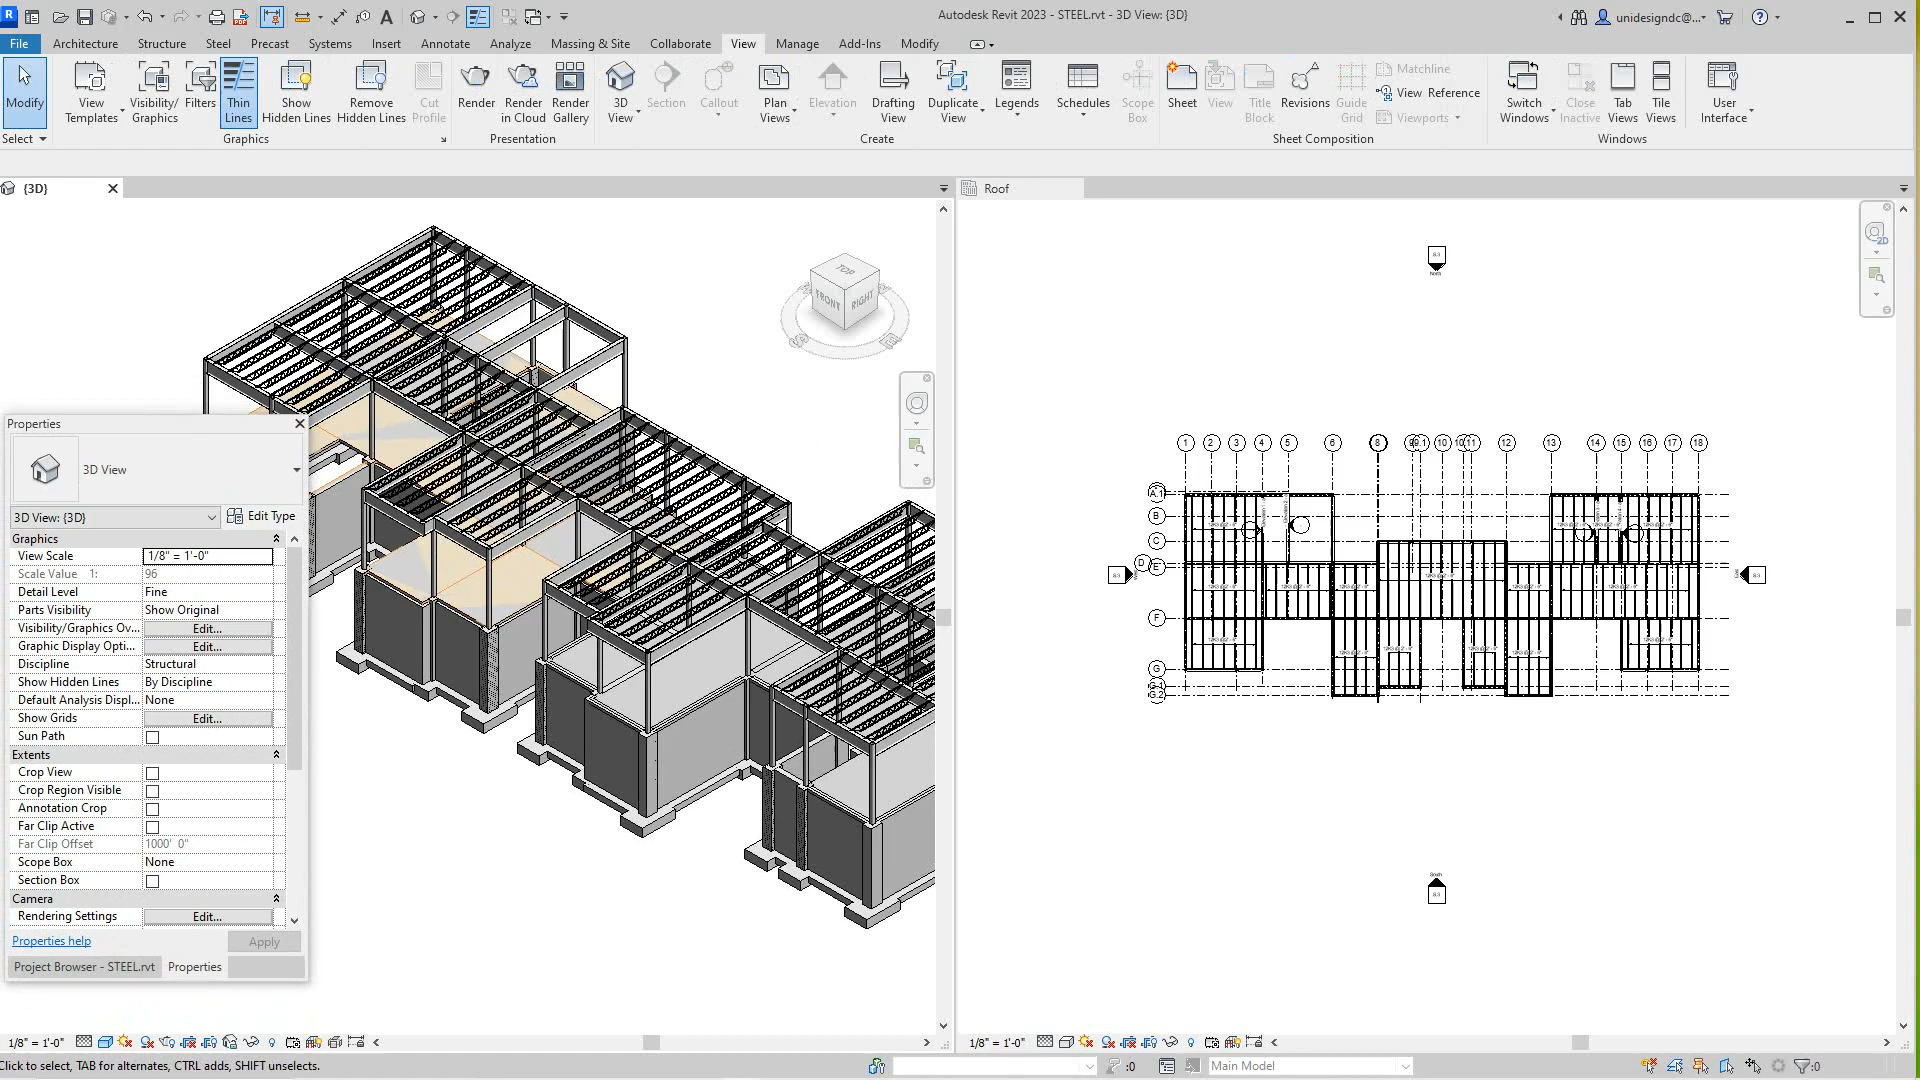 Autodesk Revit 2023 - STEEL.rvt - 3D View: {3D}
unidesigndc@...
File Architecture Structure Steel Precast Systems Insert Annotate Analyze Massing & Site Collaborate View Manage Add-Ins Modify
Modify
View Templates
Visibility/ Graphics
Filters
Thin Lines
Show Hidden Lines
Remove Hidden Lines
Cut Profile
Render
Render in Cloud
Render Gallery
3D View
Section
Callout
Plan Views
Elevation
Drafting View
Duplicate View
Legends
Schedules
Scope Box
Sheet
View
Title Block
Revisions
Guide Grid
Matchline
View Reference
Viewports
Switch Windows
Close Inactive
Tab Views
Tile Views
User Interface
Select Graphics Presentation Create Sheet Composition Windows
{3D}
Roof
TOP
FRONT
RIGHT
2D
Properties
3D View
3D View: {3D} Edit Type
Graphics
View Scale 1/8" = 1'-0"
Scale Value 1: 96
Detail Level Fine
Parts Visibility Show Original
Visibility/Graphics Ov... Edit...
Graphic Display Opti... Edit...
Discipline Structural
Show Hidden Lines By Discipline
Default Analysis Displ... None
Show Grids Edit...
Sun Path
Extents
Crop View
Crop Region Visible
Annotation Crop
Far Clip Active
Far Clip Offset 1000' 0"
Scope Box None
Section Box
Camera
Rendering Settings Edit...
Properties help Apply
Project Browser - STEEL.rvt Properties
1 2 3 4 5 6 8 10 11 12 13 14 15 16 17 18
A.1
B
C
D E
F
G
G.1
G.2
1/8" = 1'-0"
1/8" = 1'-0"
Click to select, TAB for alternates, CTRL adds, SHIFT unselects.
:0
Main Model
:0